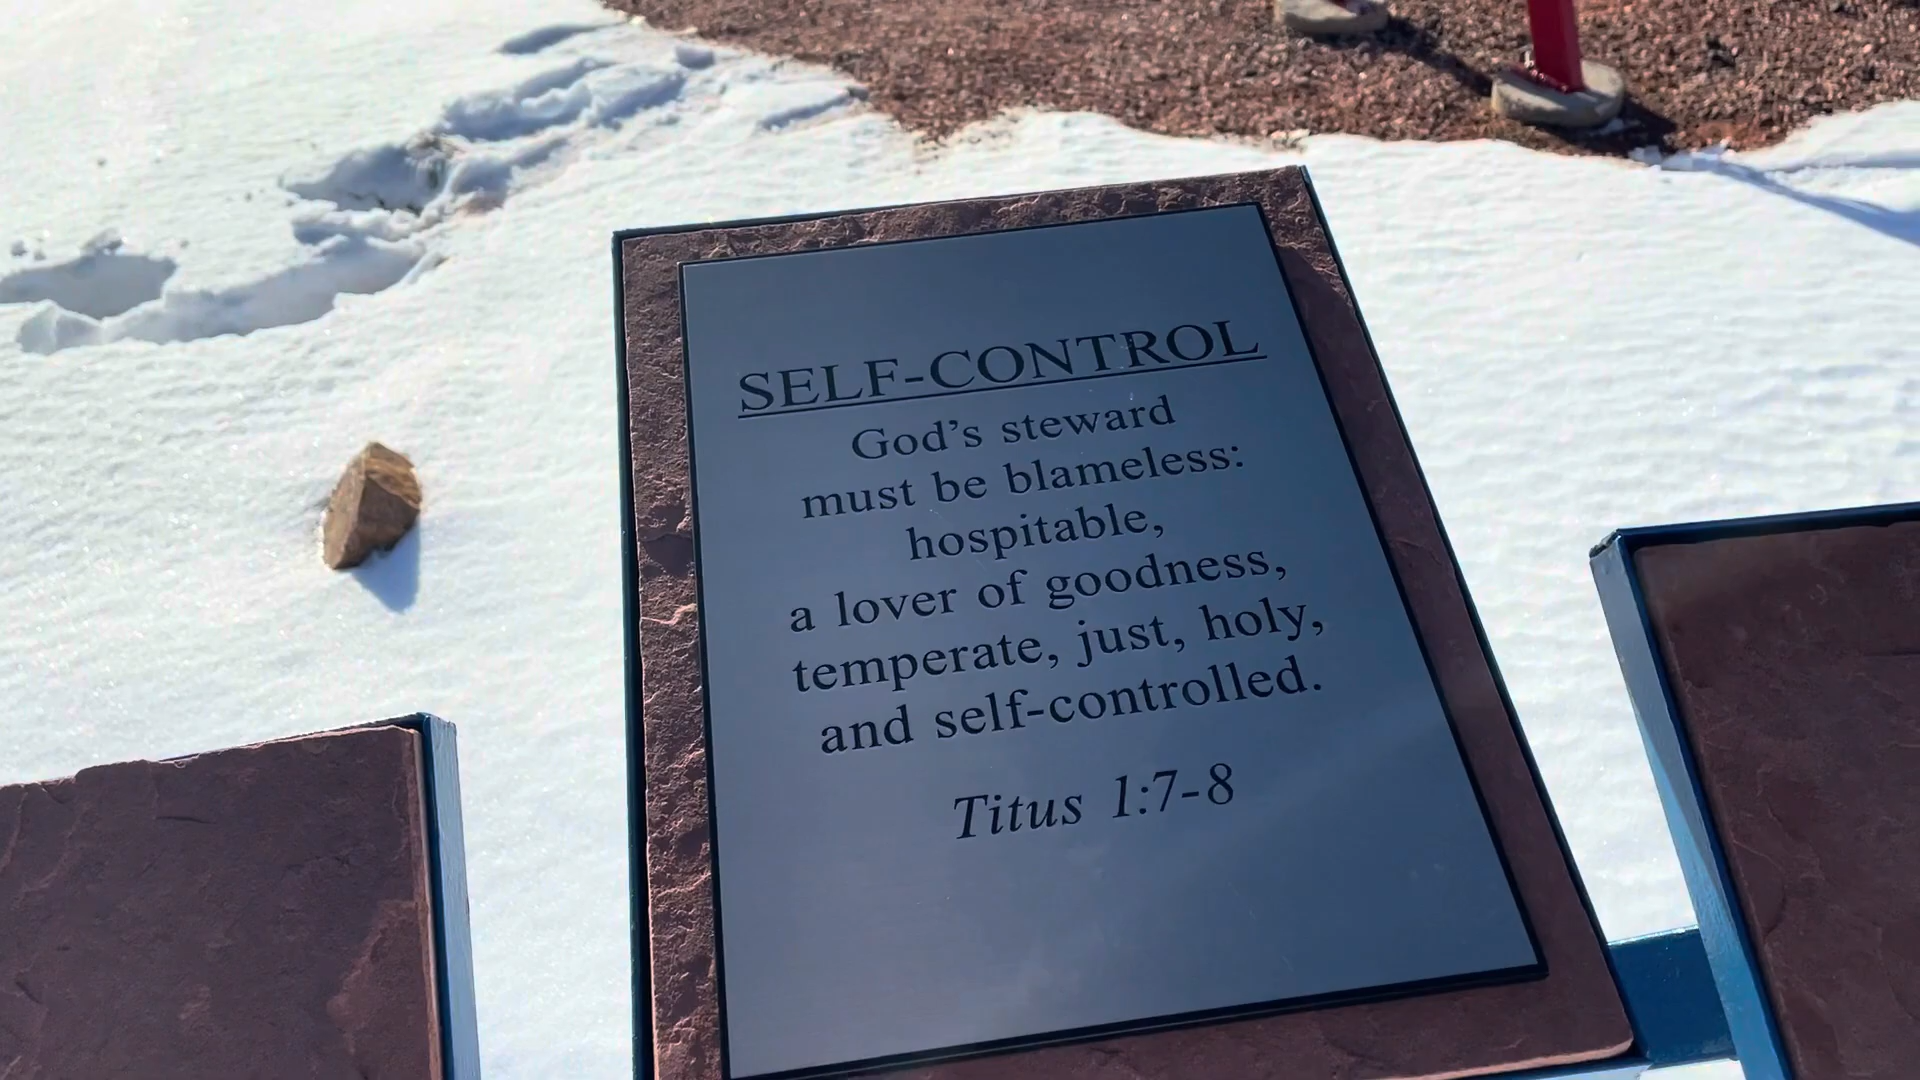 SELF-CONTROL
God's steward
must be blameless:
hospitable,
a lover of goodness,
temperate, just, holy,
and self-controlled.
Titus 1:7-8